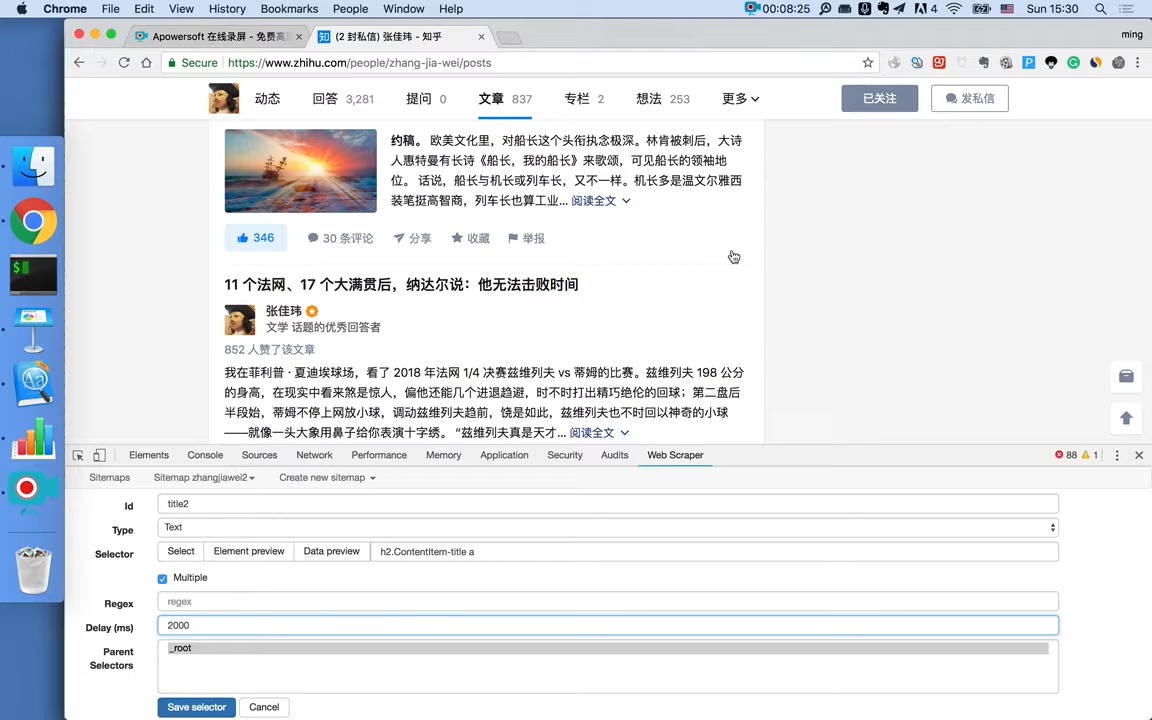 Chrome File Edit View History Bookmarks People Window Help 00:08:25 4 Sun 15:30
Apowersoft 在线录屏 - 免费高清 (2 封私信) 张佳玮 - 知乎 ming
Secure https://www.zhihu.com/people/zhang-jia-wei/posts
动态 回答 3,281 提问 0 文章 837 专栏 2 想法 253 更多 已关注 发私信
约稿。 欧美文化里，对船长这个头衔执念极深。林肯被刺后，大诗
人惠特曼有长诗《船长，我的船长》来歌颂，可见船长的领袖地
位。 话说，船长与机长或列车长，又不一样。机长多是温文尔雅西
装笔挺高智商，列车长也算工业... 阅读全文
346 30 条评论 分享 收藏 举报
11 个法网、17 个大满贯后，纳达尔说：他无法击败时间
张佳玮
文学 话题的优秀回答者
852 人赞了该文章
我在菲利普 · 夏迪埃球场，看了 2018 年法网 1/4 决赛兹维列夫 vs 蒂姆的比赛。兹维列夫 198 公分
的身高，在现实中看来煞是惊人，偏他还能几个进退趋避，时不时打出精巧绝伦的回球；第二盘后
半段始，蒂姆不停上网放小球，调动兹维列夫趋前，饶是如此，兹维列夫也不时回以神奇的小球
——就像一头大象用鼻子给你表演十字绣。 “兹维列夫真是天才... 阅读全文
Elements Console Sources Network Performance Memory Application Security Audits Web Scraper 88 1
Sitemaps Sitemap zhangjiawei2 Create new sitemap
Id title2
Type Text
Selector Select Element preview Data preview h2.ContentItem-title a
Multiple
Regex regex
Delay (ms) 2000
Parent Selectors _root
Save selector Cancel